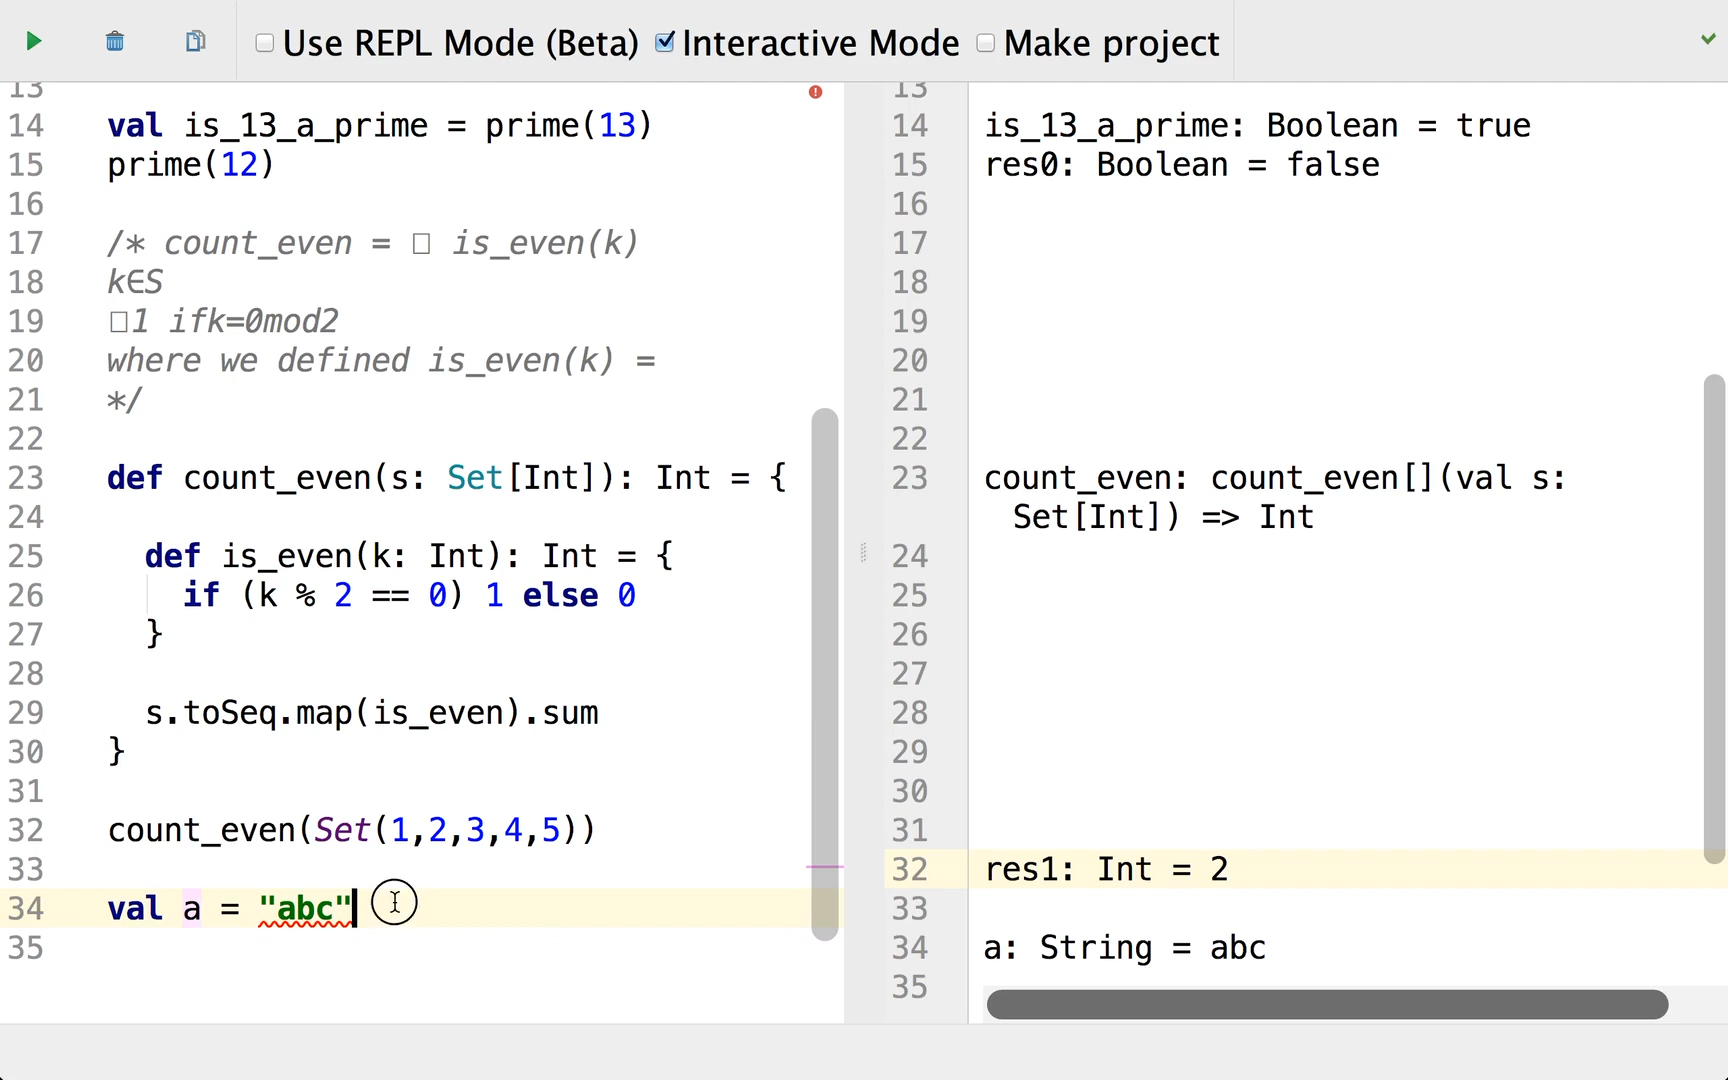 Use REPL Mode (Beta) Interactive Mode Make project
13
14 val is_13_a_prime = prime(13)
15 prime(12)
16
17 /* count_even = □ is_even(k)
18 k∈S
19 □1 ifk=0mod2
20 where we defined is_even(k) =
21 */
22
23 def count_even(s: Set[Int]): Int = {
24
25 def is_even(k: Int): Int = {
26 if (k % 2 == 0) 1 else 0
27 }
28
29 s.toSeq.map(is_even).sum
30 }
31
32 count_even(Set(1,2,3,4,5))
33
34 val a = "abc"
35
13
14 is_13_a_prime: Boolean = true
15 res0: Boolean = false
16
17
18
19
20
21
22
23 count_even: count_even[](val s:
Set[Int]) => Int
24
25
26
27
28
29
30
31
32 res1: Int = 2
33
34 a: String = abc
35